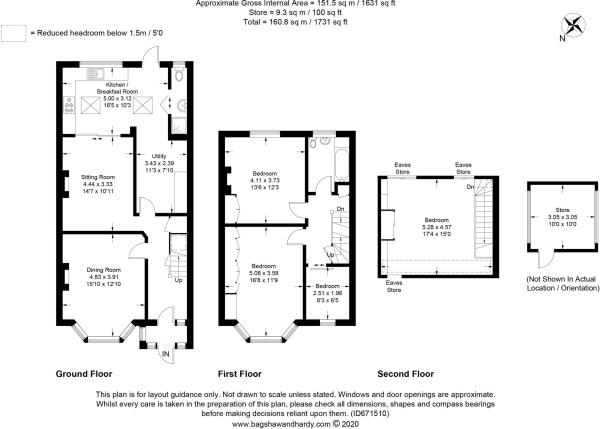 Approximate Gross Internal Area = 151.5 sq m / 1631 sq ft
Store = 9.3 sq m / 100 sq ft
Total = 160.8 sq m / 1731 sq ft
= Reduced headroom below 1.5m / 5'0
N
Kitchen /
Breakfast Room
5.00 x 3.12
16'5 x 10'3
Utility
3.43 x 2.39
11'3 x 7'10
Sitting Room
4.44 x 3.33
14'7 x 10'11
Dining Room
4.83 x 3.91
15'10 x 12'10
Up
IN
Bedroom
4.11 x 3.73
13'6 x 12'3
Dn
Up
Bedroom
5.08 x 3.58
16'8 x 11'9
Bedroom
2.51 x 1.96
8'3 x 6'5
Eaves
Store
Eaves
Store
Dn
Bedroom
5.28 x 4.57
17'4 x 15'0
Eaves
Store
Store
3.05 x 3.05
10'0 x 10'0
(Not Shown In Actual
Location / Orientation)
Ground Floor
First Floor
Second Floor
This plan is for layout guidance only. Not drawn to scale unless stated. Windows and door openings are approximate.
Whilst every care is taken in the preparation of this plan, please check all dimensions, shapes and compass bearings
before making decisions reliant upon them. (ID671510)
www.bagshawandhardy.com © 2020